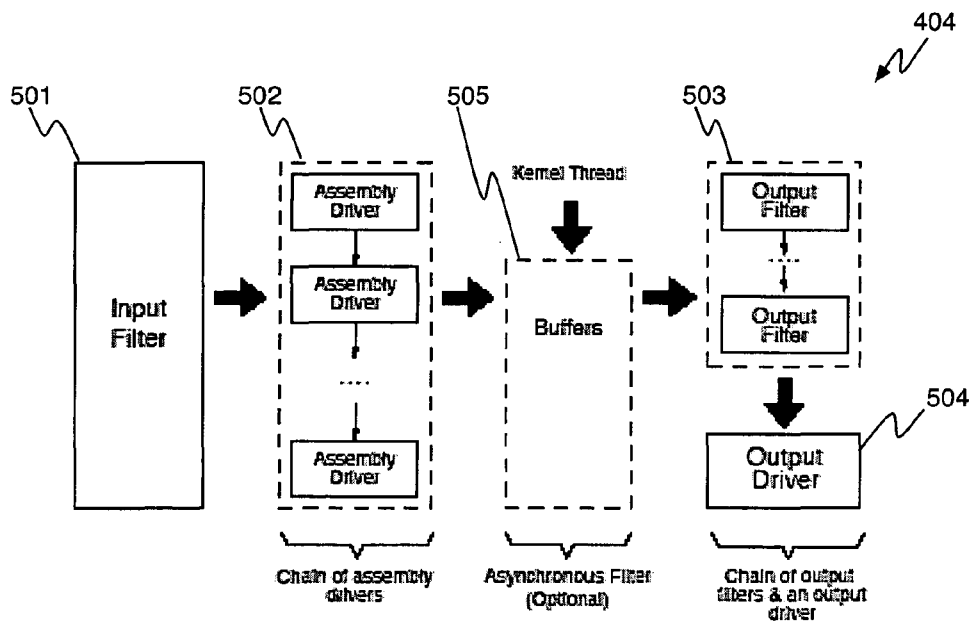 404
501
502
505
503
Input
Filter
Assembly
Driver
Assembly
Driver
.....
Assembly
Driver
Kernel Thread
Buffers
Output
Filter
.....
Output
Filter
504
Output
Driver
Chain of assembly
drivers
Asynchronous Filter
(Optional)
Chain of output
filters & an output
driver